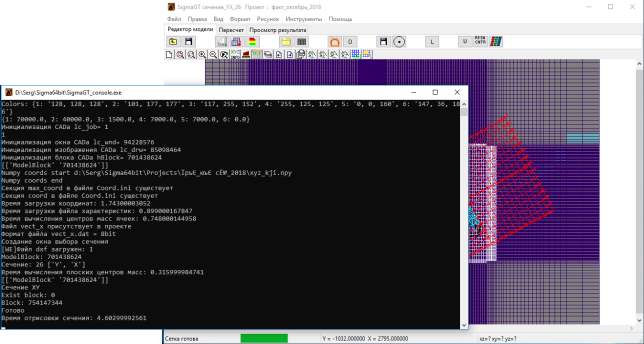 SigmaGT сечение_YX_26 Проект : факт_октябрь_2018
Файл Правка Вид Формат Рисунок Инструменты Помощь
Редактор модели Пересчет Просмотр результата
D:\Serg\Sigma64bit\SigmaGT_console.exe
Colors: {1: '128, 128, 128', 2: '101, 177, 177', 3: '117, 255, 152', 4: '255, 125, 125', 5: '0, 0, 160', 6: '147, 36, 18
6'}
{1: 70000.0, 2: 40000.0, 3: 1500.0, 4: 7000.0, 5: 7000.0, 6: 0.0}
Инициализация CADa lc_job= 1
1
Инициализация окна CADa lc_wnd= 94228576
Инициализация изображения CADa lc_drw= 85098464
Инициализация блока CADa hBlock= 701438624
[['ModelBlock' '701438624']]
Numpy coords start d:\Serg\Sigma64bit\Projects\ЇрьЄ_юъЄ сЁМ_2018\xyz_kji.npy
Numpy coords end
Секция max_coord в файле Coord.ini существует
Секция coord в файле Coord.ini существует
Время загрузки координат: 1.74300003052
Время загрузки файла характеристик: 0.899000167847
Время вычисления центров масс ячеек: 0.748000144958
Файл vect_x присутствует в проекте
Формат файла vect_x.dat = 8bit
Создание окна выбора сечения
[WE]Файл dxf загружен: 1
ModelBlock: 701438624
Сечение: 26 ['Y', 'X']
Время вычисления плоских центров масс: 0.315999984741
[['ModelBlock' '701438624']]
Сечение XY
Exist block: 0
Block: 754147344
Готово
Время отрисовки сечения: 4.60299992561
Сетка готова
Y = -1032.000000 X = 2795.000000
xz=? xy=? yz=?